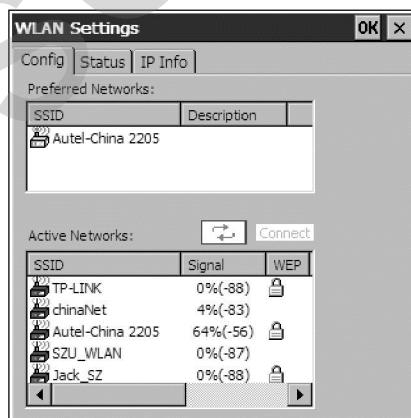 WLAN Settings OK ×
Config Status IP Info
Preferred Networks:
SSID Description
Autel-China 2205
Active Networks: Connect
SSID Signal WEP
TP-LINK 0%(-88)
chinaNet 4%(-83)
Autel-China 2205 64%(-56)
SZU_WLAN 0%(-87)
Jack_SZ 0%(-88)